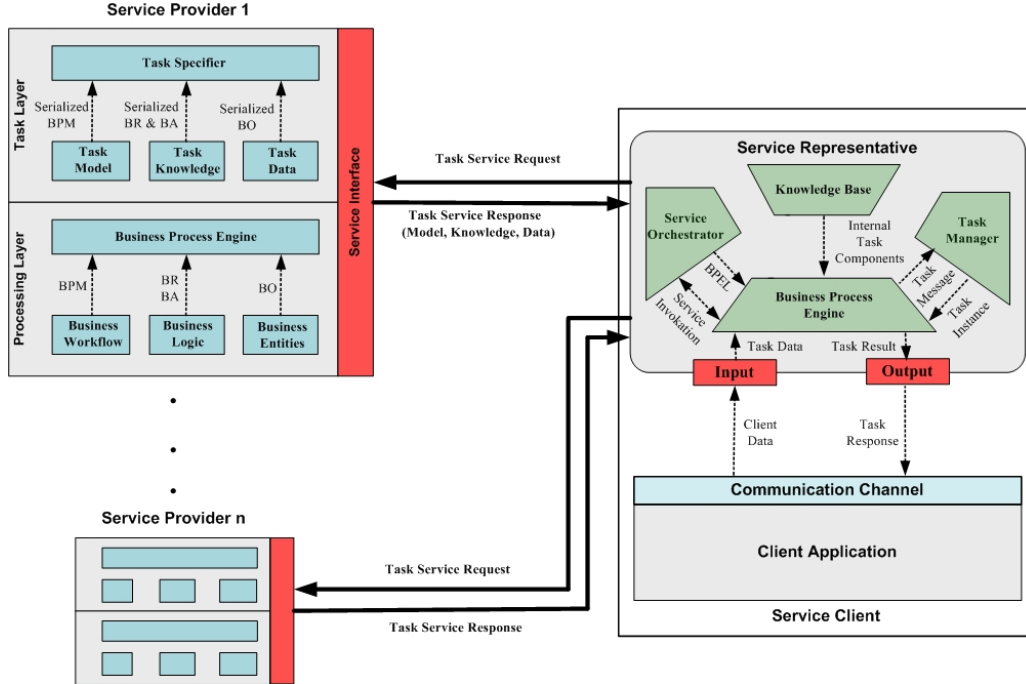 Service Provider 1
Task Layer
Task Specifier
Serialized
BPM
Serialized
BR & BA
Serialized
BO
Task
Model
Task
Knowledge
Task
Data
Processing Layer
Business Process Engine
BPM
BR
BA
BO
Business
Workflow
Business
Logic
Business
Entities
Service Interface
Task Service Request
Task Service Response
(Model, Knowledge, Data)
Service Representative
Knowledge Base
Service
Orchestrator
Task
Manager
Internal
Task
Components
BPEL
Service
Invokation
Task
Message
Task
Instance
Business Process
Engine
Task Data
Task Result
Input
Output
Client
Data
Task
Response
Communication Channel
Client Application
Service Client
Service Provider n
Task Service Request
Task Service Response